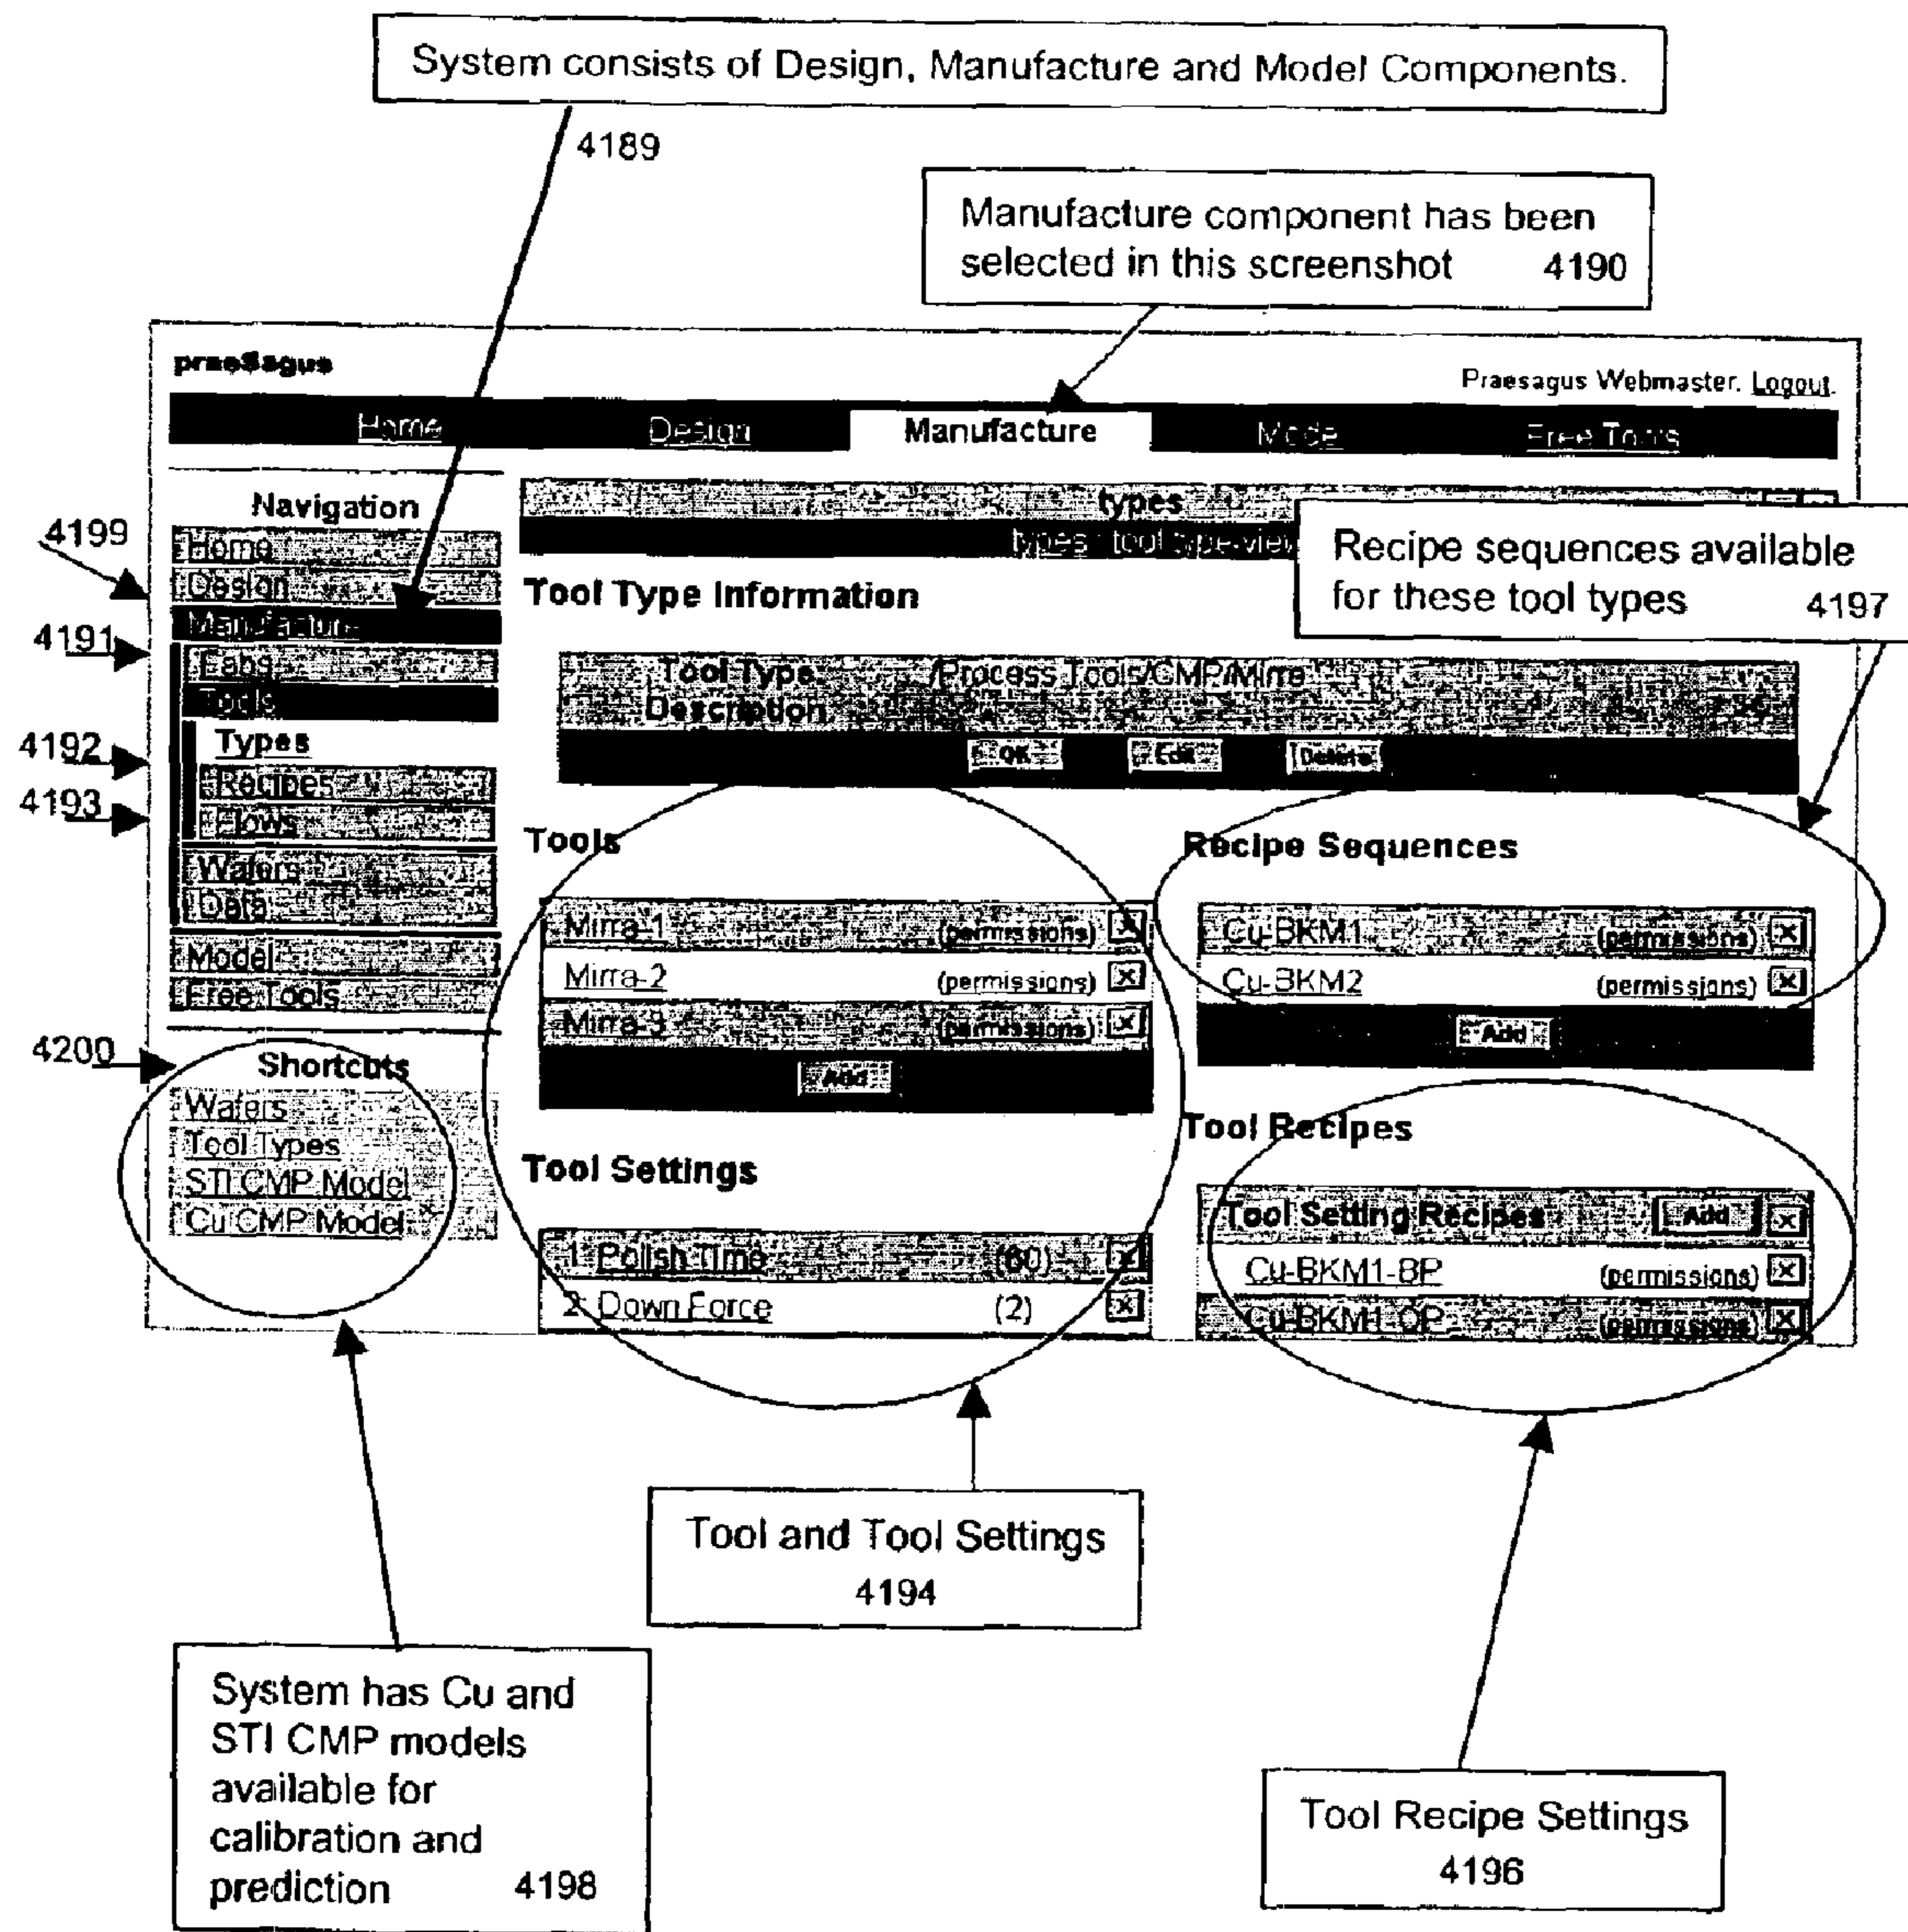 System consists of Design, Manufacture and Model Components.
4189
Manufacture component has been
selected in this screenshot 4190
praeSagus
Praesagus Webmaster. Logout.
Home Design Manufacture Mode Free Tools
Navigation
types
types tool type-view
4199
Home
Design
Manufacture
4191
Fabs
Tools
4192
Types
Recipes
4193
Flows
Wafers
Data
Model
Free Tools
4200
Shortcuts
Wafers
Tool Types
STI CMP Model
Cu CMP Model
Recipe sequences available
for these tool types 4197
Tool Type Information
Tool Type /Process Tools/CMP/Mirra
Description
OK Edit Delete
Tools
Mirra-1 (permissions) X
Mirra-2 (permissions) X
Mirra-3 (permissions) X
Add
Tool Settings
1: Polish Time (60) X
2: Down Force (2) X
Recipe Sequences
Cu-BKM1 (permissions) X
Cu-BKM2 (permissions) X
Add
Tool Recipes
Tool Setting Recipes Add X
Cu-BKM1-BP (permissions) X
Cu-BKM1-OP (permissions) X
Tool and Tool Settings
4194
System has Cu and
STI CMP models
available for
calibration and
prediction 4198
Tool Recipe Settings
4196